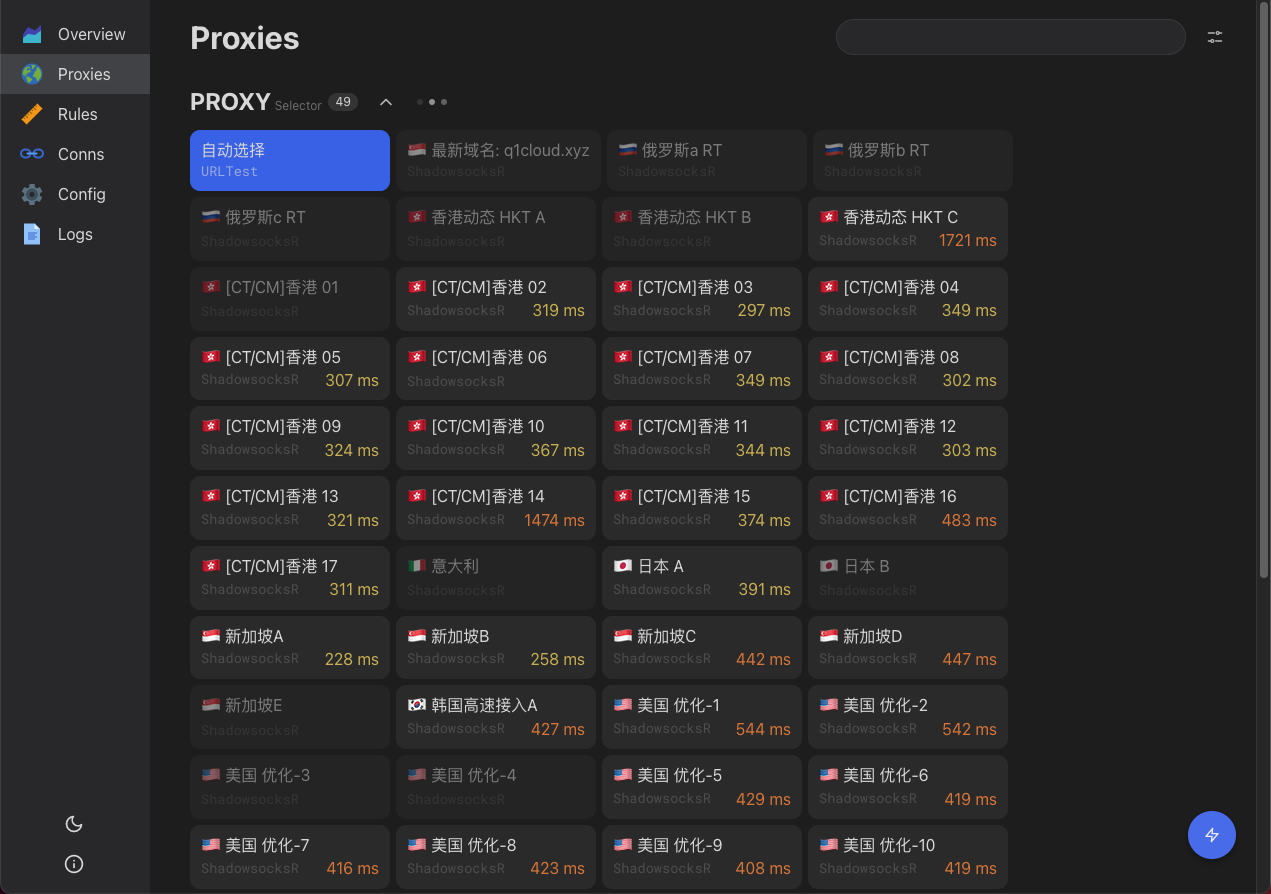 Overview
Proxies
Rules
Conns
Config
Logs
Proxies
PROXY Selector 49
自动选择
URLTest
最新域名: q1cloud.xyz
ShadowsocksR
俄罗斯a RT
ShadowsocksR
俄罗斯b RT
ShadowsocksR
俄罗斯c RT
ShadowsocksR
香港动态 HKT A
ShadowsocksR
香港动态 HKT B
ShadowsocksR
香港动态 HKT C
ShadowsocksR 1721 ms
[CT/CM]香港 01
ShadowsocksR
[CT/CM]香港 02
ShadowsocksR 319 ms
[CT/CM]香港 03
ShadowsocksR 297 ms
[CT/CM]香港 04
ShadowsocksR 349 ms
[CT/CM]香港 05
ShadowsocksR 307 ms
[CT/CM]香港 06
ShadowsocksR
[CT/CM]香港 07
ShadowsocksR 349 ms
[CT/CM]香港 08
ShadowsocksR 302 ms
[CT/CM]香港 09
ShadowsocksR 324 ms
[CT/CM]香港 10
ShadowsocksR 367 ms
[CT/CM]香港 11
ShadowsocksR 344 ms
[CT/CM]香港 12
ShadowsocksR 303 ms
[CT/CM]香港 13
ShadowsocksR 321 ms
[CT/CM]香港 14
ShadowsocksR 1474 ms
[CT/CM]香港 15
ShadowsocksR 374 ms
[CT/CM]香港 16
ShadowsocksR 483 ms
[CT/CM]香港 17
ShadowsocksR 311 ms
意大利
ShadowsocksR
日本 A
ShadowsocksR 391 ms
日本 B
ShadowsocksR
新加坡A
ShadowsocksR 228 ms
新加坡B
ShadowsocksR 258 ms
新加坡C
ShadowsocksR 442 ms
新加坡D
ShadowsocksR 447 ms
新加坡E
ShadowsocksR
韩国高速接入A
ShadowsocksR 427 ms
美国 优化-1
ShadowsocksR 544 ms
美国 优化-2
ShadowsocksR 542 ms
美国 优化-3
ShadowsocksR
美国 优化-4
ShadowsocksR
美国 优化-5
ShadowsocksR 429 ms
美国 优化-6
ShadowsocksR 419 ms
美国 优化-7
ShadowsocksR 416 ms
美国 优化-8
ShadowsocksR 423 ms
美国 优化-9
ShadowsocksR 408 ms
美国 优化-10
ShadowsocksR 419 ms